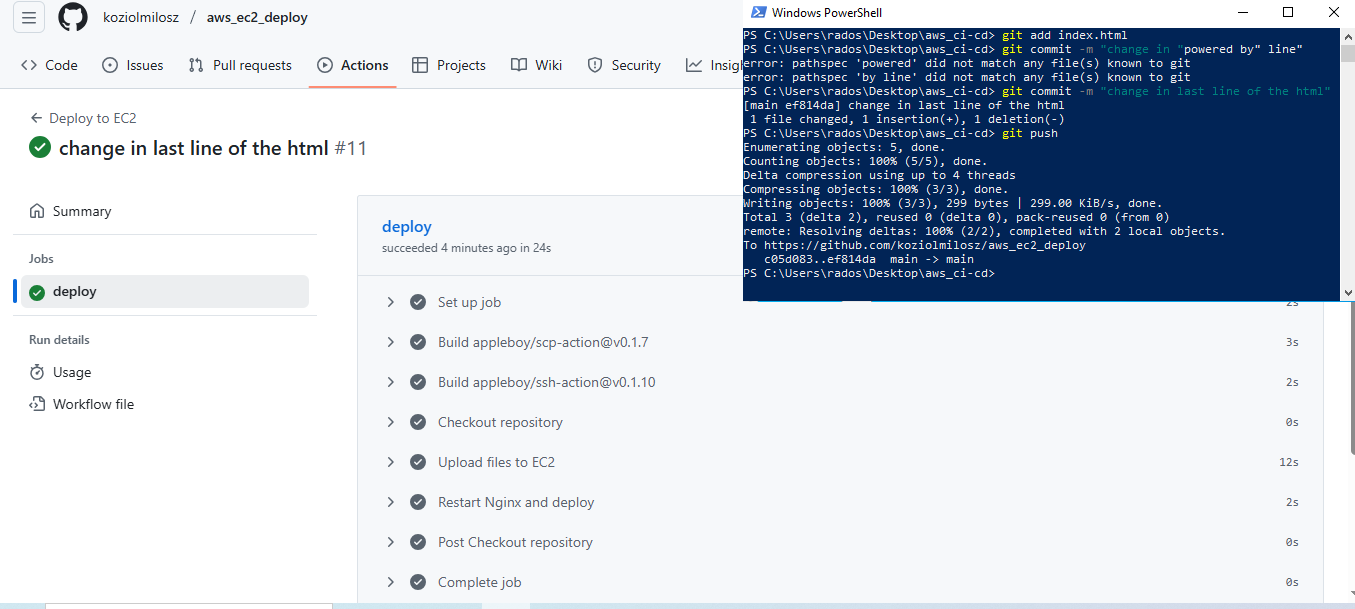 koziolmilosz / aws_ec2_deploy
Code
Issues
Pull requests
Actions
Projects
Wiki
Security
Deploy to EC2
change in last line of the html #11
Summary
Jobs
deploy
Run details
Usage
Workflow file
deploy
succeeded 4 minutes ago in 24s
Set up job 2s
Build appleboy/scp-action@v0.1.7 3s
Build appleboy/ssh-action@v0.1.10 2s
Checkout repository 0s
Upload files to EC2 12s
Restart Nginx and deploy 2s
Post Checkout repository 0s
Complete job 0s
Windows PowerShell
PS C:\Users\rados\Desktop\aws_ci-cd> git add index.html
PS C:\Users\rados\Desktop\aws_ci-cd> git commit -m "change in "powered by" line"
error: pathspec 'powered' did not match any file(s) known to git
error: pathspec 'by line' did not match any file(s) known to git
PS C:\Users\rados\Desktop\aws_ci-cd> git commit -m "change in last line of the html"
[main ef814da] change in last line of the html
1 file changed, 1 insertion(+), 1 deletion(-)
PS C:\Users\rados\Desktop\aws_ci-cd> git push
Enumerating objects: 5, done.
Counting objects: 100% (5/5), done.
Delta compression using up to 4 threads
Compressing objects: 100% (3/3), done.
Writing objects: 100% (3/3), 299 bytes | 299.00 KiB/s, done.
Total 3 (delta 2), reused 0 (delta 0), pack-reused 0 (from 0)
remote: Resolving deltas: 100% (2/2), completed with 2 local objects.
To https://github.com/koziolmilosz/aws_ec2_deploy
c05d083..ef814da main -> main
PS C:\Users\rados\Desktop\aws_ci-cd>